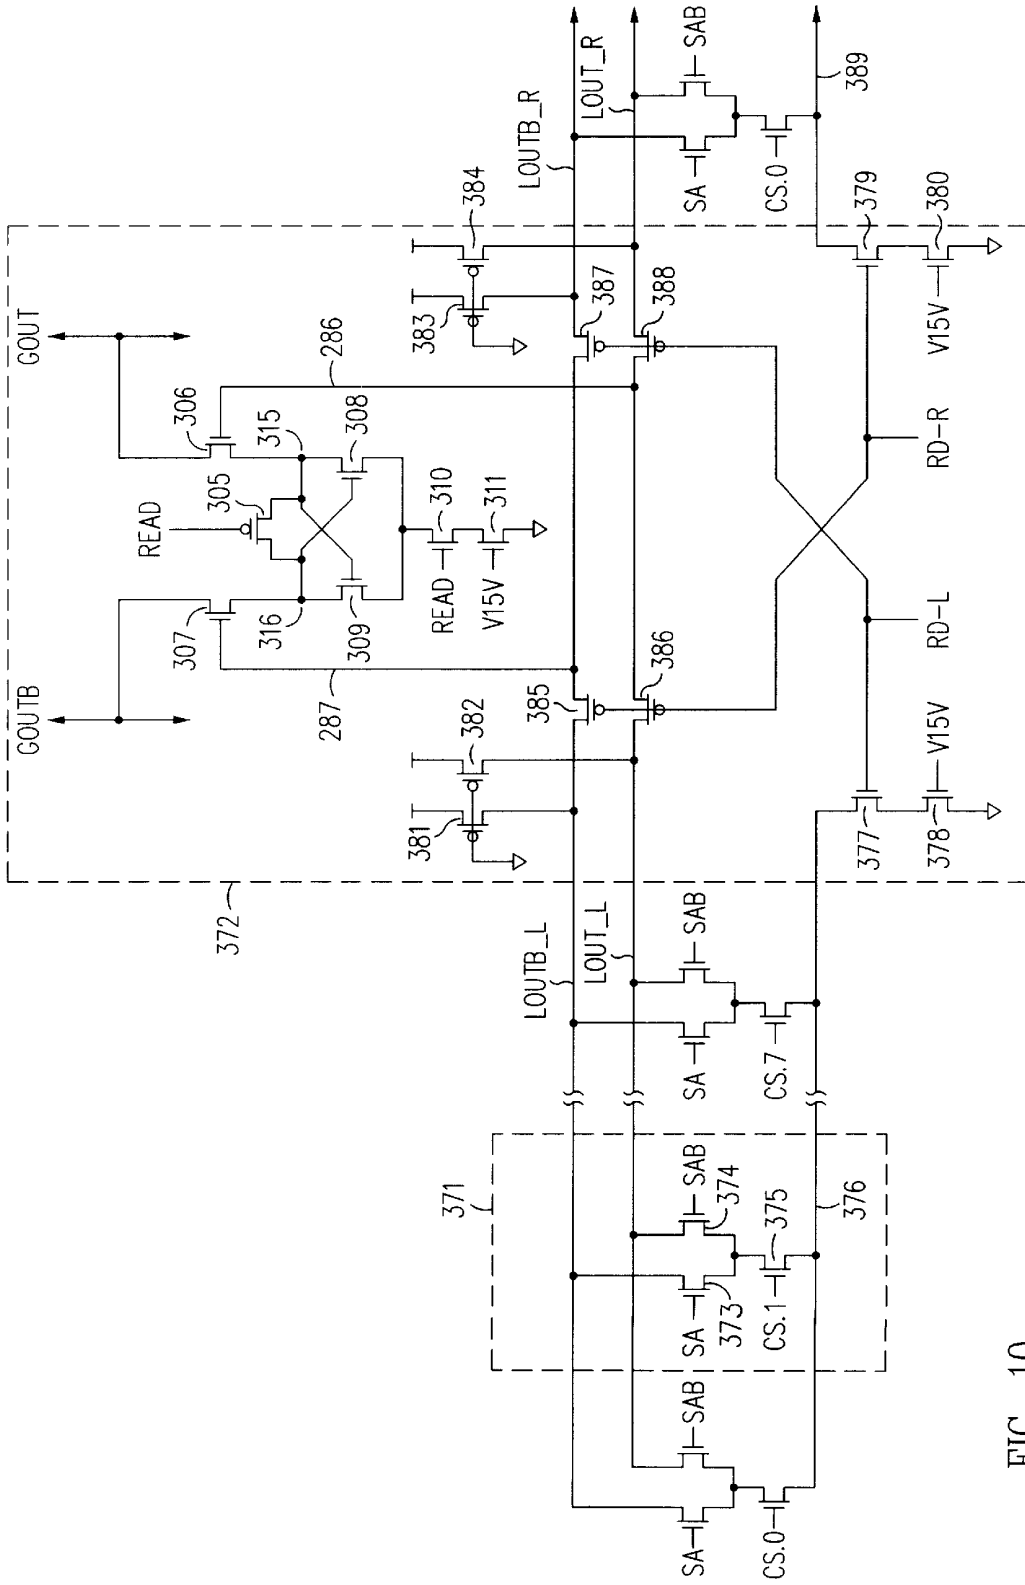 GOUTB
GOUT
READ
305
307
306
316
315
309
308
READ
310
V15V
311
287
286
372
381
382
383
384
LOUTB_L
LOUT_L
LOUTB_R
LOUT_R
385
386
387
388
371
SA
SAB
SA
373
374
SAB
SA
SAB
SA
SAB
CS.0
CS.1
375
CS.7
CS.0
376
389
377
378
V15V
RD-L
RD-R
379
V15V
380
FIG. 10